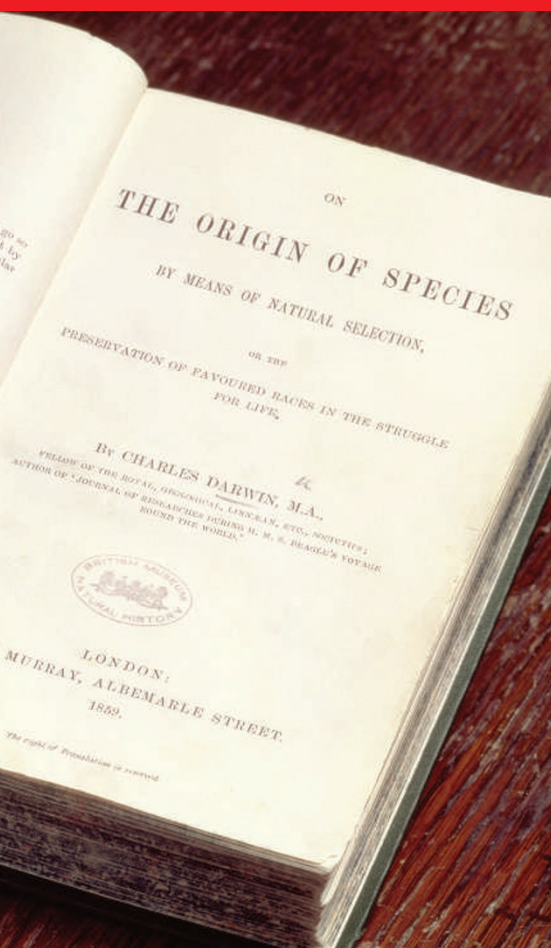 go so
by
ON
THE ORIGIN OF SPECIES
BY MEANS OF NATURAL SELECTION,
OR THE
PRESERVATION OF FAVOURED RACES IN THE STRUGGLE
FOR LIFE.
By CHARLES DARWIN, M.A.,
FELLOW OF THE ROYAL, GEOLOGICAL, LINNÆAN, ETC., SOCIETIES;
AUTHOR OF 'JOURNAL OF RESEARCHES DURING H. M. S. BEAGLE'S VOYAGE
ROUND THE WORLD.'
BRITISH MUSEUM
NATURAL HISTORY
LONDON:
MURRAY, ALBEMARLE STREET.
1859.
The right of Translation is reserved.